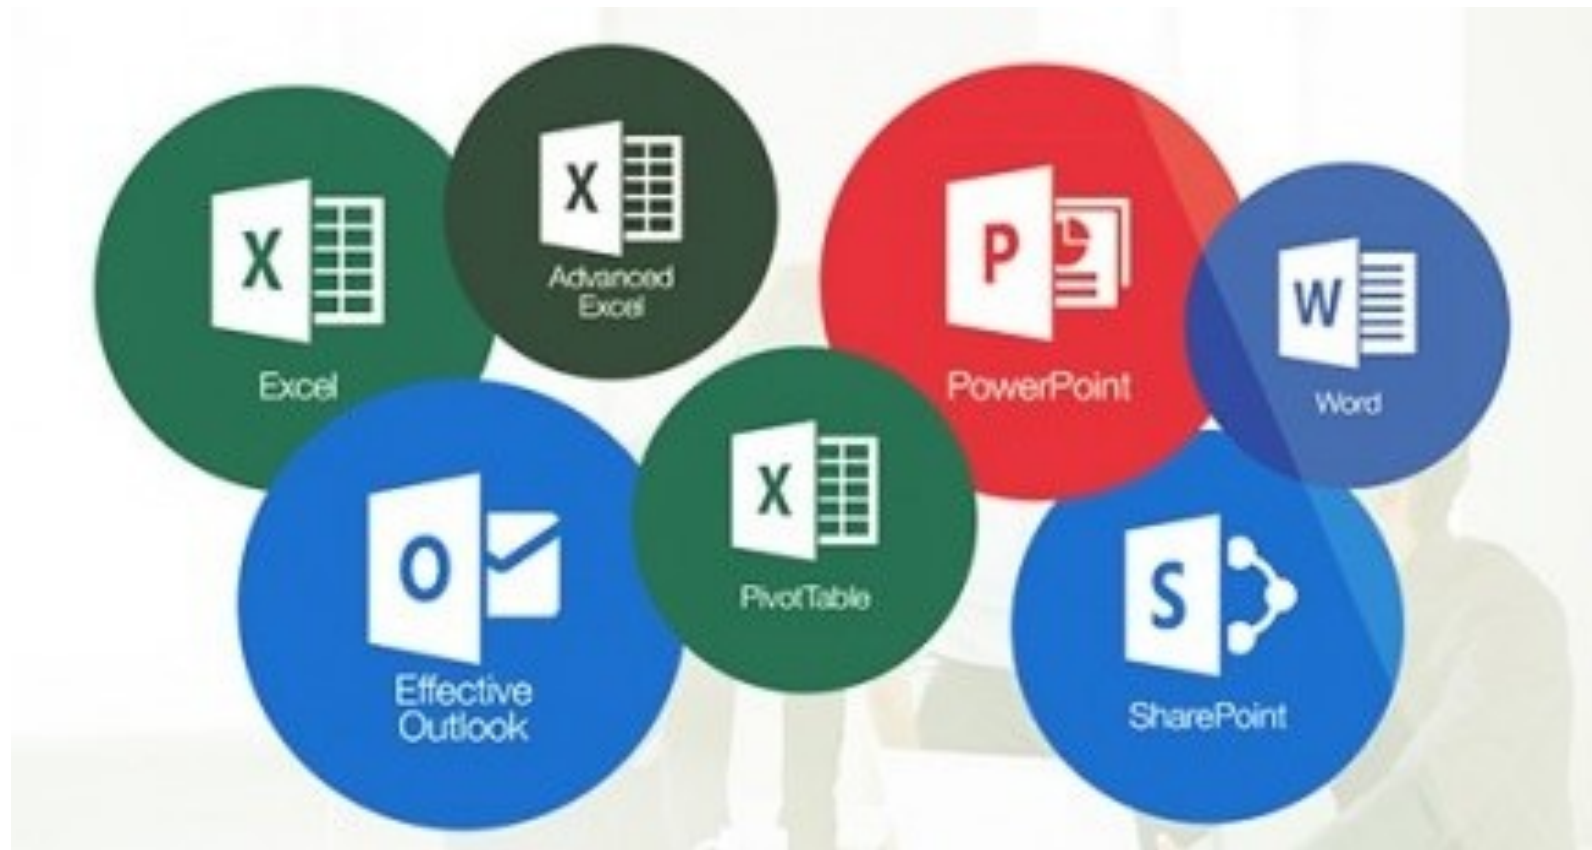 X
Excel
X
Advanced
Excel
P
PowerPoint
W
Word
O
Effective
Outlook
X
PivotTable
S
SharePoint